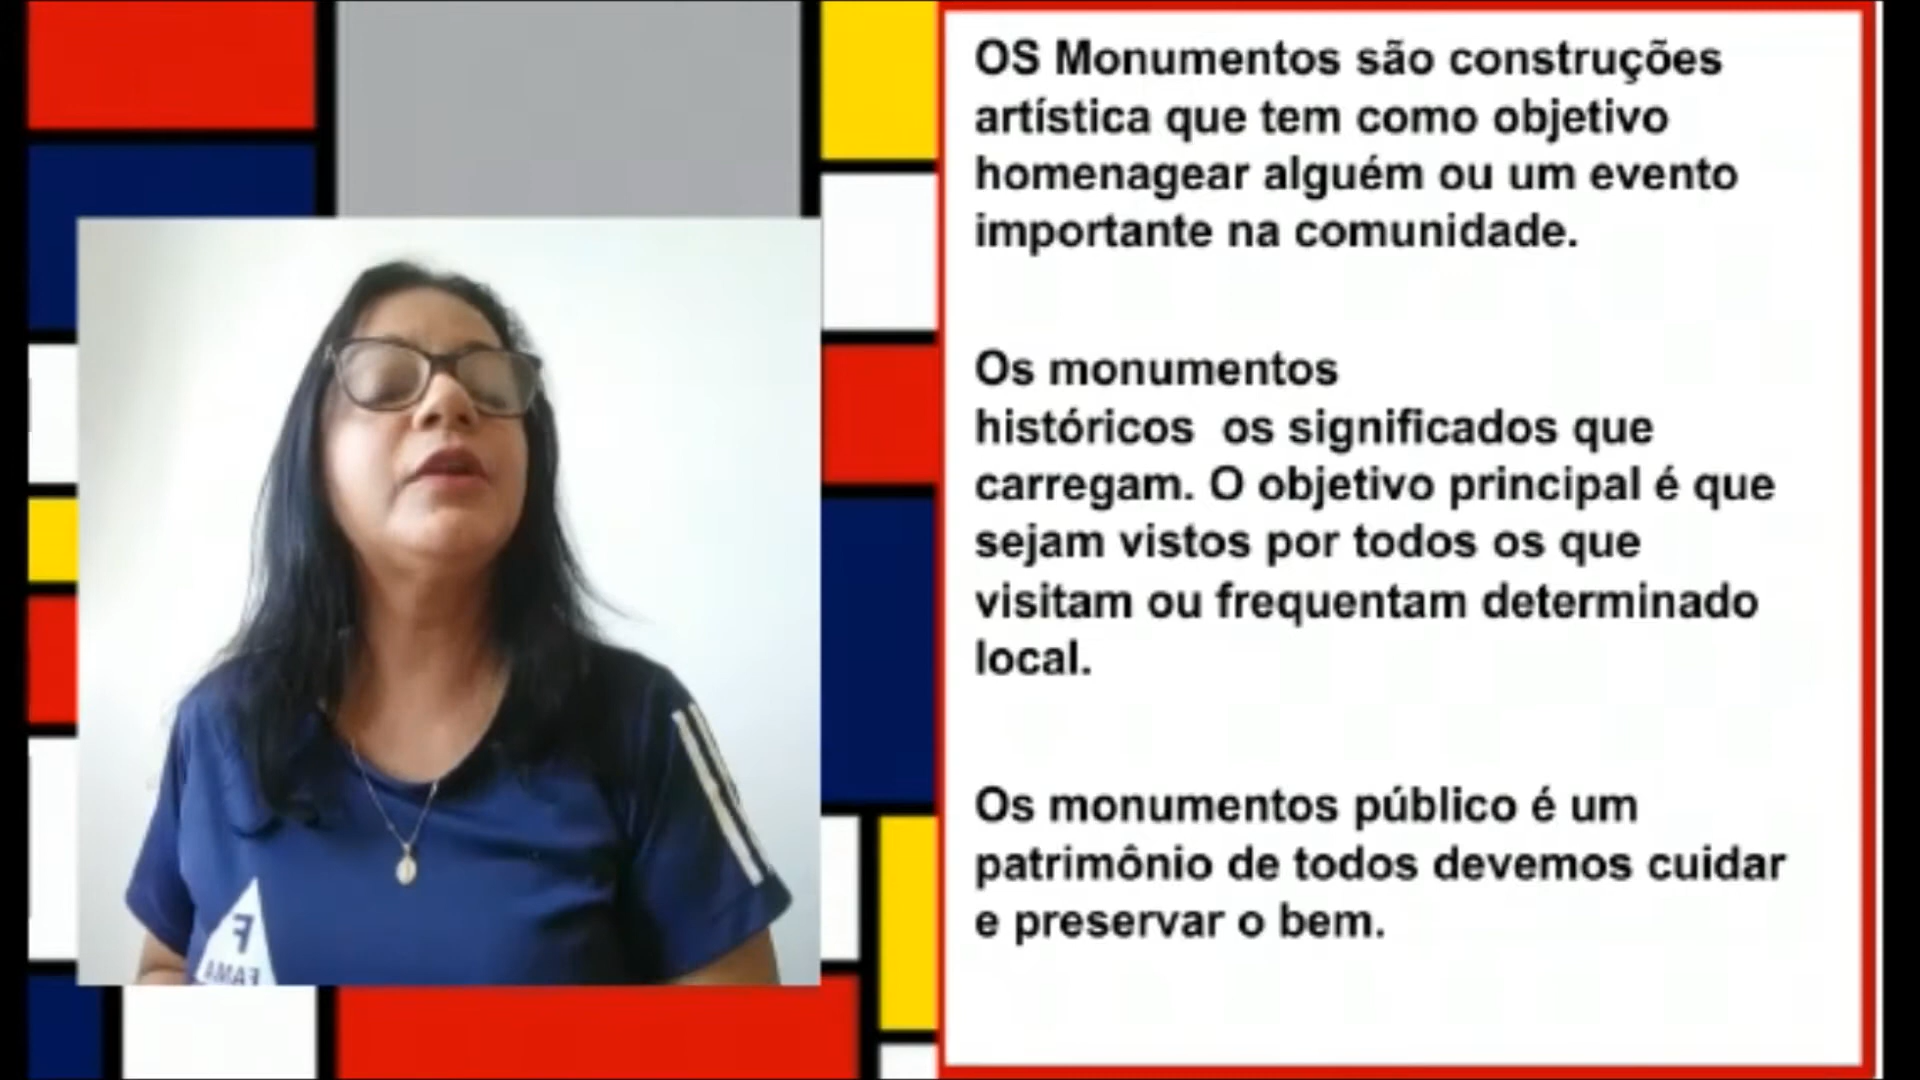 OS Monumentos são construções
artística que tem como objetivo
homenagear alguém ou um evento
importante na comunidade.
Os monumentos
históricos  os significados que
carregam. O objetivo principal é que
sejam vistos por todos os que
visitam ou frequentam determinado
local.
Os monumentos público é um
patrimônio de todos devemos cuidar
e preservar o bem.
F
FAMA